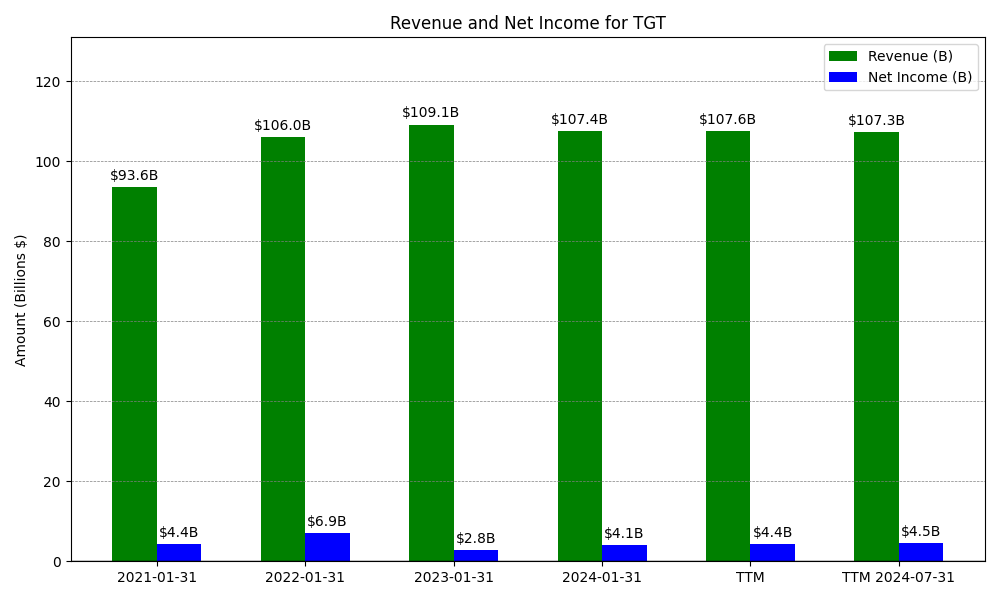 Revenue and Net Income for TGT
Revenue (B)
Net Income (B)
Amount (Billions $)
120
100
80
60
40
20
0
$93.6B
$106.0B
$109.1B
$107.4B
$107.6B
$107.3B
$4.4B
$6.9B
$2.8B
$4.1B
$4.4B
$4.5B
2021-01-31
2022-01-31
2023-01-31
2024-01-31
TTM
TTM 2024-07-31